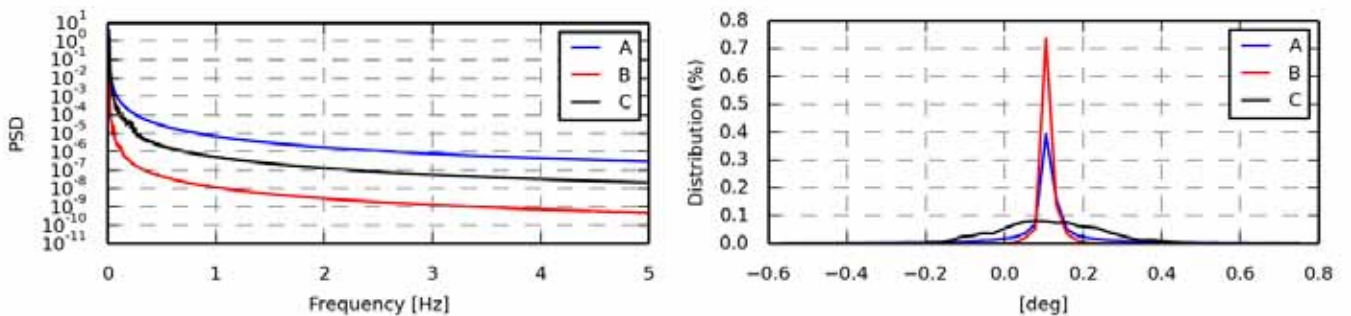 10^1
10^0
10^-1
10^-2
10^-3
10^-4
10^-5
10^-6
10^-7
10^-8
10^-9
10^-10
10^-11
PSD
0 1 2 3 4 5
Frequency [Hz]
A
B
C
0.8
0.7
0.6
0.5
0.4
0.3
0.2
0.1
0.0
Distribution (%)
−0.6 −0.4 −0.2 0.0 0.2 0.4 0.6 0.8
[deg]
A
B
C